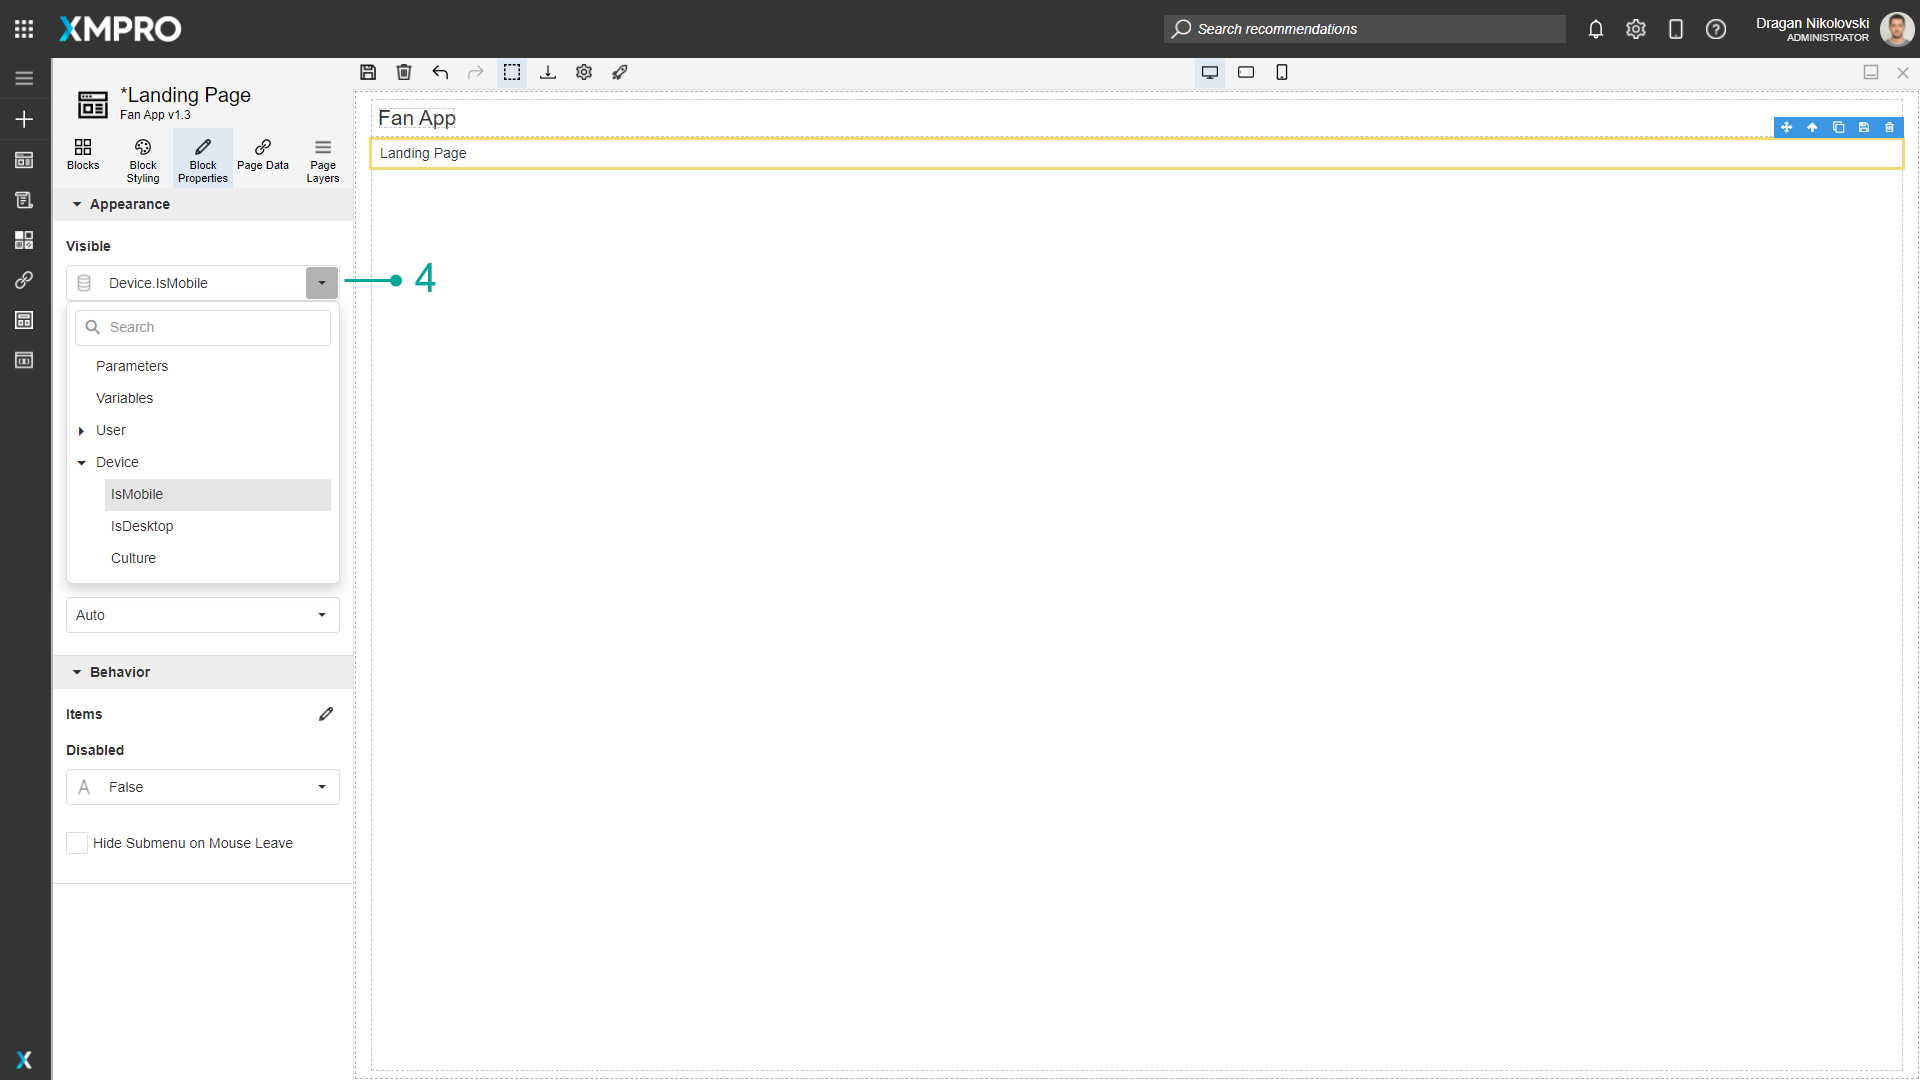 XMPRO
Search recommendations
Dragan Nikolovski
ADMINISTRATOR
*Landing Page
Fan App v1.3
Blocks
Block Styling
Block Properties
Page Data
Page Layers
Fan App
Landing Page
Appearance
Visible
Device.IsMobile
4
Search
Parameters
Variables
User
Device
IsMobile
IsDesktop
Culture
Auto
Behavior
Items
Disabled
A False
Hide Submenu on Mouse Leave
X